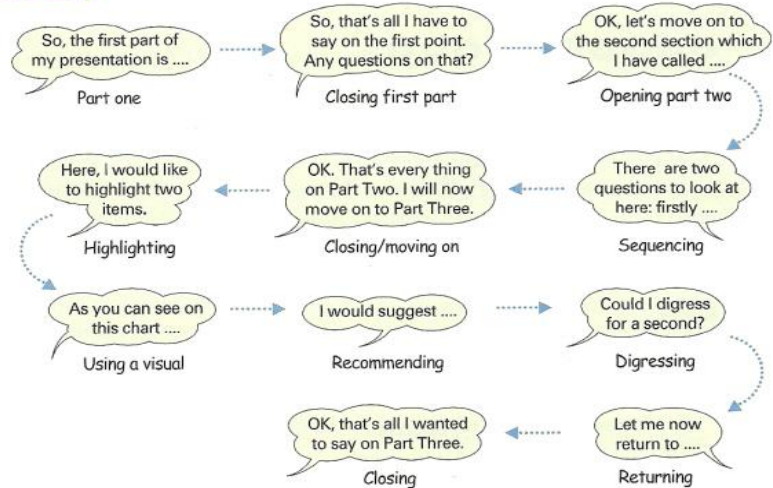 So, the first part of
my presentation is ....
Part one
So, that's all I have to
say on the first point.
Any questions on that?
Closing first part
OK, let's move on to
the second section which
I have called ....
Opening part two
There are two
questions to look at
here: firstly ....
Sequencing
OK. That's every thing
on Part Two. I will now
move on to Part Three.
Closing/moving on
Here, I would like
to highlight two
items.
Highlighting
As you can see on
this chart ....
Using a visual
I would suggest ....
Recommending
Could I digress
for a second?
Digressing
Let me now
return to ....
Returning
OK, that's all I wanted
to say on Part Three.
Closing